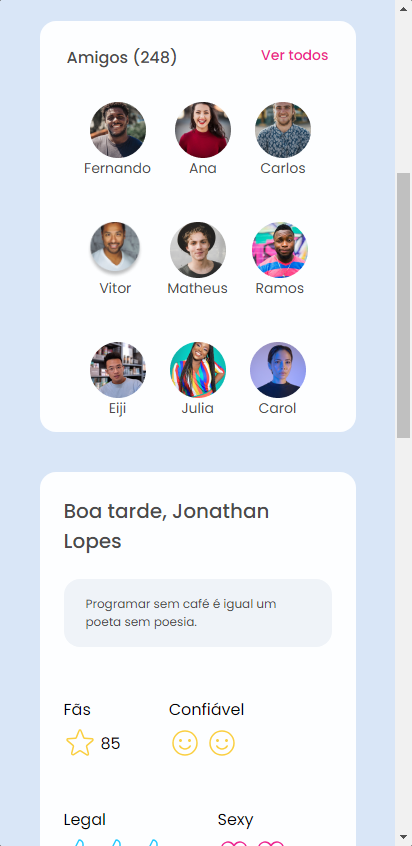 Amigos (248)
Ver todos
Fernando
Ana
Carlos
Vitor
Matheus
Ramos
Eiji
Julia
Carol
Boa tarde, Jonathan
Lopes
Programar sem café é igual um
poeta sem poesia.
Fãs
Confiável
85
Legal
Sexy